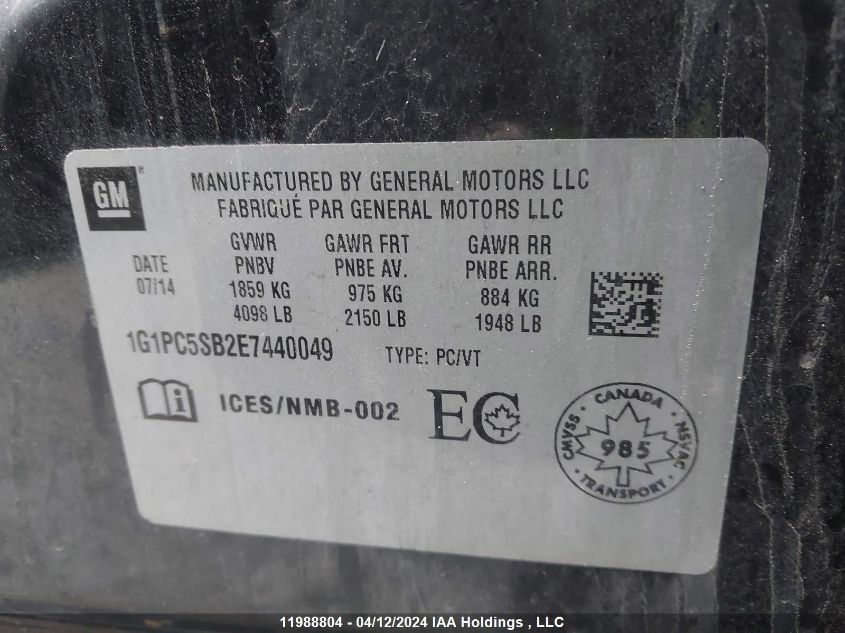 GM
MANUFACTURED BY GENERAL MOTORS LLC
FABRIQUÉ PAR GENERAL MOTORS LLC
DATE
07/14
GVWR
PNBV
1859 KG
4098 LB
GAWR FRT
PNBE AV.
975 KG
2150 LB
GAWR RR
PNBE ARR.
884 KG
1948 LB
1G1PC5SB2E7440049 TYPE: PC/VT
ICES/NMB-002 EC
CANADA
CMVSS 985 NSVAC
TRANSPORT
11988804 - 04/12/2024 IAA Holdings , LLC